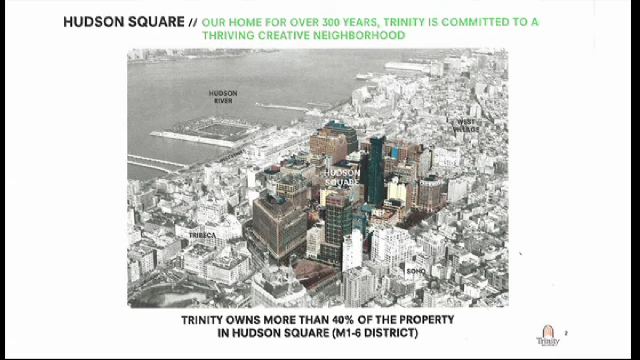 HUDSON SQUARE // OUR HOME FOR OVER 300 YEARS, TRINITY IS COMMITTED TO A
THRIVING CREATIVE NEIGHBORHOOD
HUDSON
RIVER
WEST
VILLAGE
HUDSON
SQUARE
TRIBECA
SOHO
TRINITY OWNS MORE THAN 40% OF THE PROPERTY
IN HUDSON SQUARE (M1-6 DISTRICT)
Trinity
2